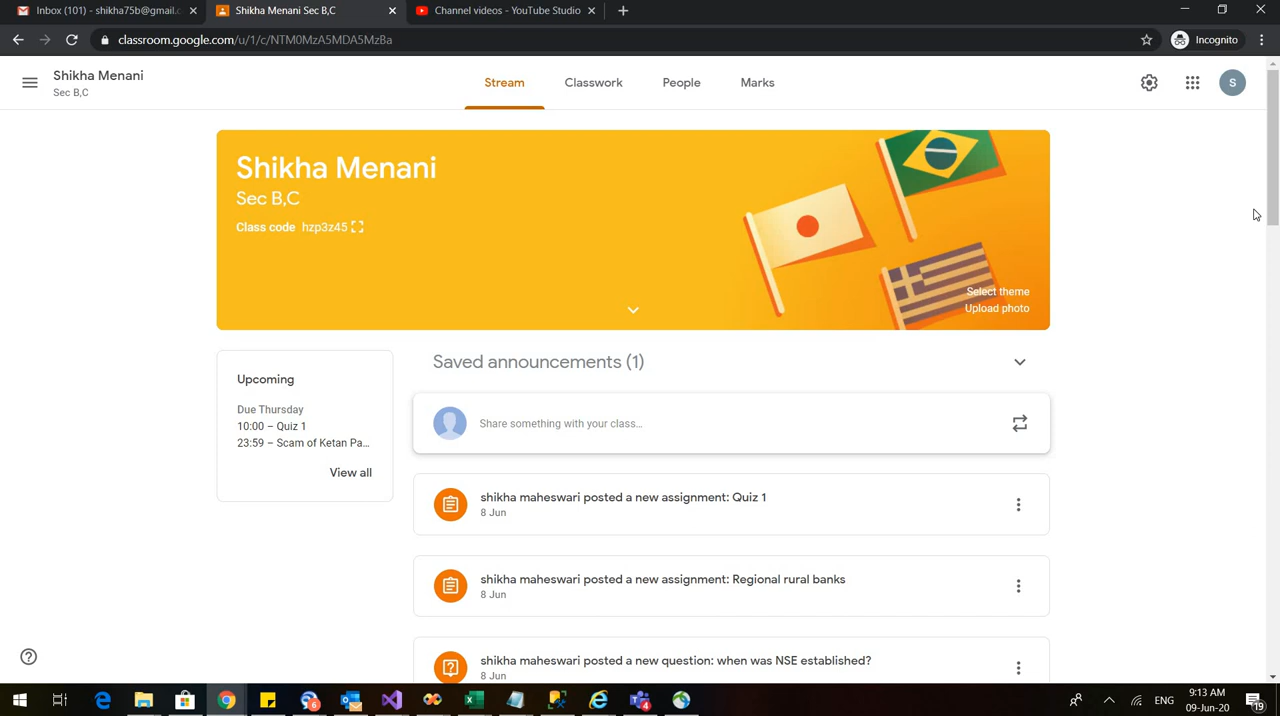 Inbox (101) - shikha75b@gmail.c
Shikha Menani Sec B,C
Channel videos - YouTube Studio
classroom.google.com/u/1/c/NTM0MzA5MDA5MzBa
Incognito
Shikha Menani
Sec B,C
Stream
Classwork
People
Marks
S
Shikha Menani
Sec B,C
Class code hzp3z45
Select theme
Upload photo
Upcoming
Due Thursday
10:00 – Quiz 1
23:59 – Scam of Ketan Pa...
View all
Saved announcements (1)
Share something with your class...
shikha maheswari posted a new assignment: Quiz 1
8 Jun
shikha maheswari posted a new assignment: Regional rural banks
8 Jun
shikha maheswari posted a new question: when was NSE established?
8 Jun
6
4
ENG
9:13 AM
09-Jun-20
19